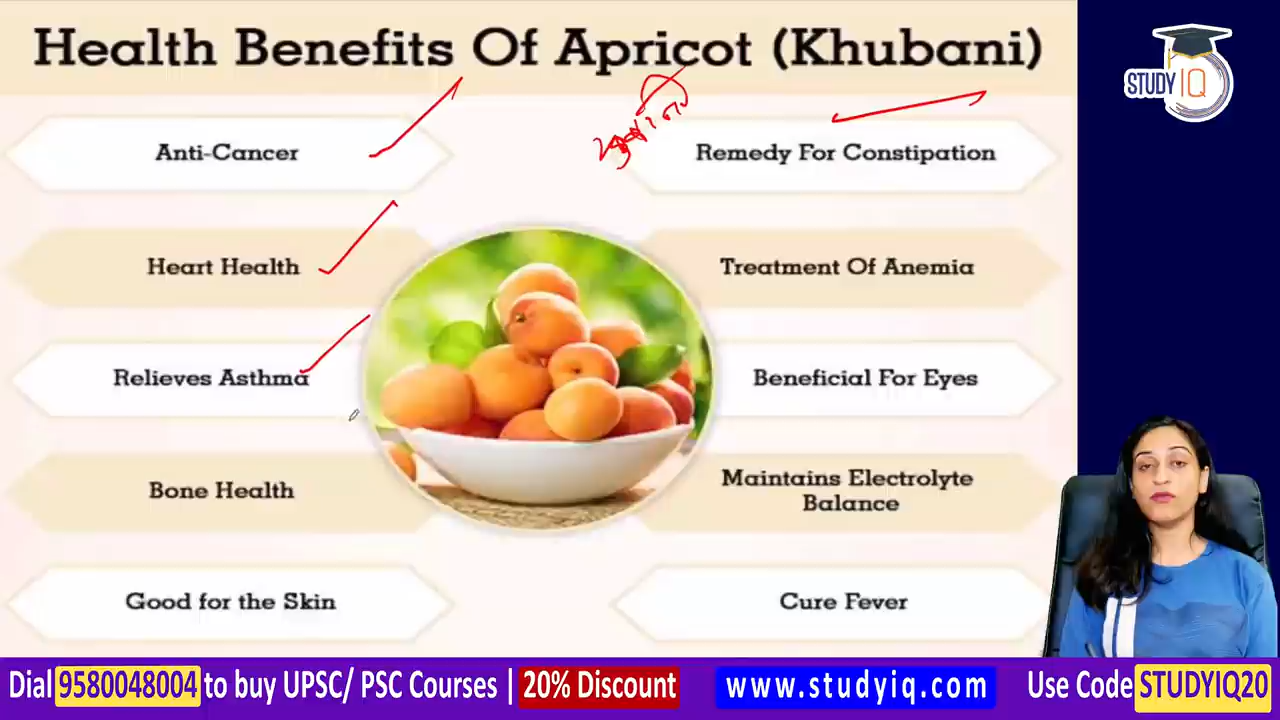 Health Benefits Of Apricot (Khubani)
STUDY IQ
Anti-Cancer
Remedy For Constipation
Heart Health
Treatment Of Anemia
Relieves Asthma
Beneficial For Eyes
Bone Health
Maintains Electrolyte
Balance
Good for the Skin
Cure Fever
Dial 9580048004 to buy UPSC/ PSC Courses | 20% Discount
www.studyiq.com
Use Code STUDYIQ20